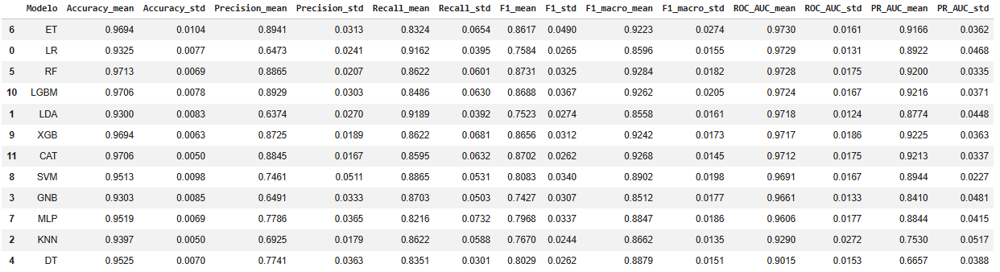 Modelo Accuracy_mean Accuracy_std Precision_mean Precision_std Recall_mean Recall_std F1_mean F1_std F1_macro_mean F1_macro_std ROC_AUC_mean ROC_AUC_std PR_AUC_mean PR_AUC_std
6 ET 0.9694 0.0104 0.8941 0.0313 0.8324 0.0654 0.8617 0.0490 0.9223 0.0274 0.9730 0.0161 0.9166 0.0362
0 LR 0.9325 0.0077 0.6473 0.0241 0.9162 0.0395 0.7584 0.0265 0.8596 0.0155 0.9729 0.0131 0.8922 0.0468
5 RF 0.9713 0.0069 0.8865 0.0207 0.8622 0.0601 0.8731 0.0325 0.9284 0.0182 0.9728 0.0175 0.9200 0.0335
10 LGBM 0.9706 0.0078 0.8929 0.0303 0.8486 0.0630 0.8688 0.0367 0.9262 0.0205 0.9724 0.0167 0.9216 0.0371
1 LDA 0.9300 0.0083 0.6374 0.0270 0.9189 0.0392 0.7523 0.0274 0.8558 0.0161 0.9718 0.0124 0.8774 0.0448
9 XGB 0.9694 0.0063 0.8725 0.0189 0.8622 0.0681 0.8656 0.0312 0.9242 0.0173 0.9717 0.0186 0.9225 0.0363
11 CAT 0.9706 0.0050 0.8845 0.0167 0.8595 0.0632 0.8702 0.0262 0.9268 0.0145 0.9712 0.0175 0.9213 0.0337
8 SVM 0.9513 0.0098 0.7461 0.0511 0.8865 0.0531 0.8083 0.0340 0.8902 0.0198 0.9691 0.0167 0.8944 0.0227
3 GNB 0.9303 0.0085 0.6491 0.0333 0.8703 0.0503 0.7427 0.0307 0.8512 0.0177 0.9661 0.0133 0.8410 0.0481
7 MLP 0.9519 0.0069 0.7786 0.0365 0.8216 0.0732 0.7968 0.0337 0.8847 0.0186 0.9606 0.0177 0.8844 0.0415
2 KNN 0.9397 0.0050 0.6925 0.0179 0.8622 0.0588 0.7670 0.0244 0.8662 0.0135 0.9290 0.0272 0.7530 0.0517
4 DT 0.9525 0.0070 0.7741 0.0363 0.8351 0.0301 0.8029 0.0262 0.8879 0.0151 0.9015 0.0153 0.6657 0.0388